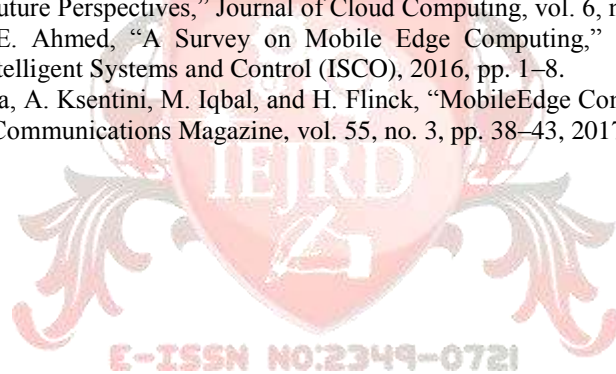 uture Perspectives,” Journal of Cloud Computing, vol. 6, n
E. Ahmed, “A Survey on Mobile Edge Computing,”
telligent Systems and Control (ISCO), 2016, pp. 1–8.
a, A. Ksentini, M. Iqbal, and H. Flinck, “MobileEdge Con
Communications Magazine, vol. 55, no. 3, pp. 38–43, 2017
IEJRD
E-ISSN NO:2349-0721